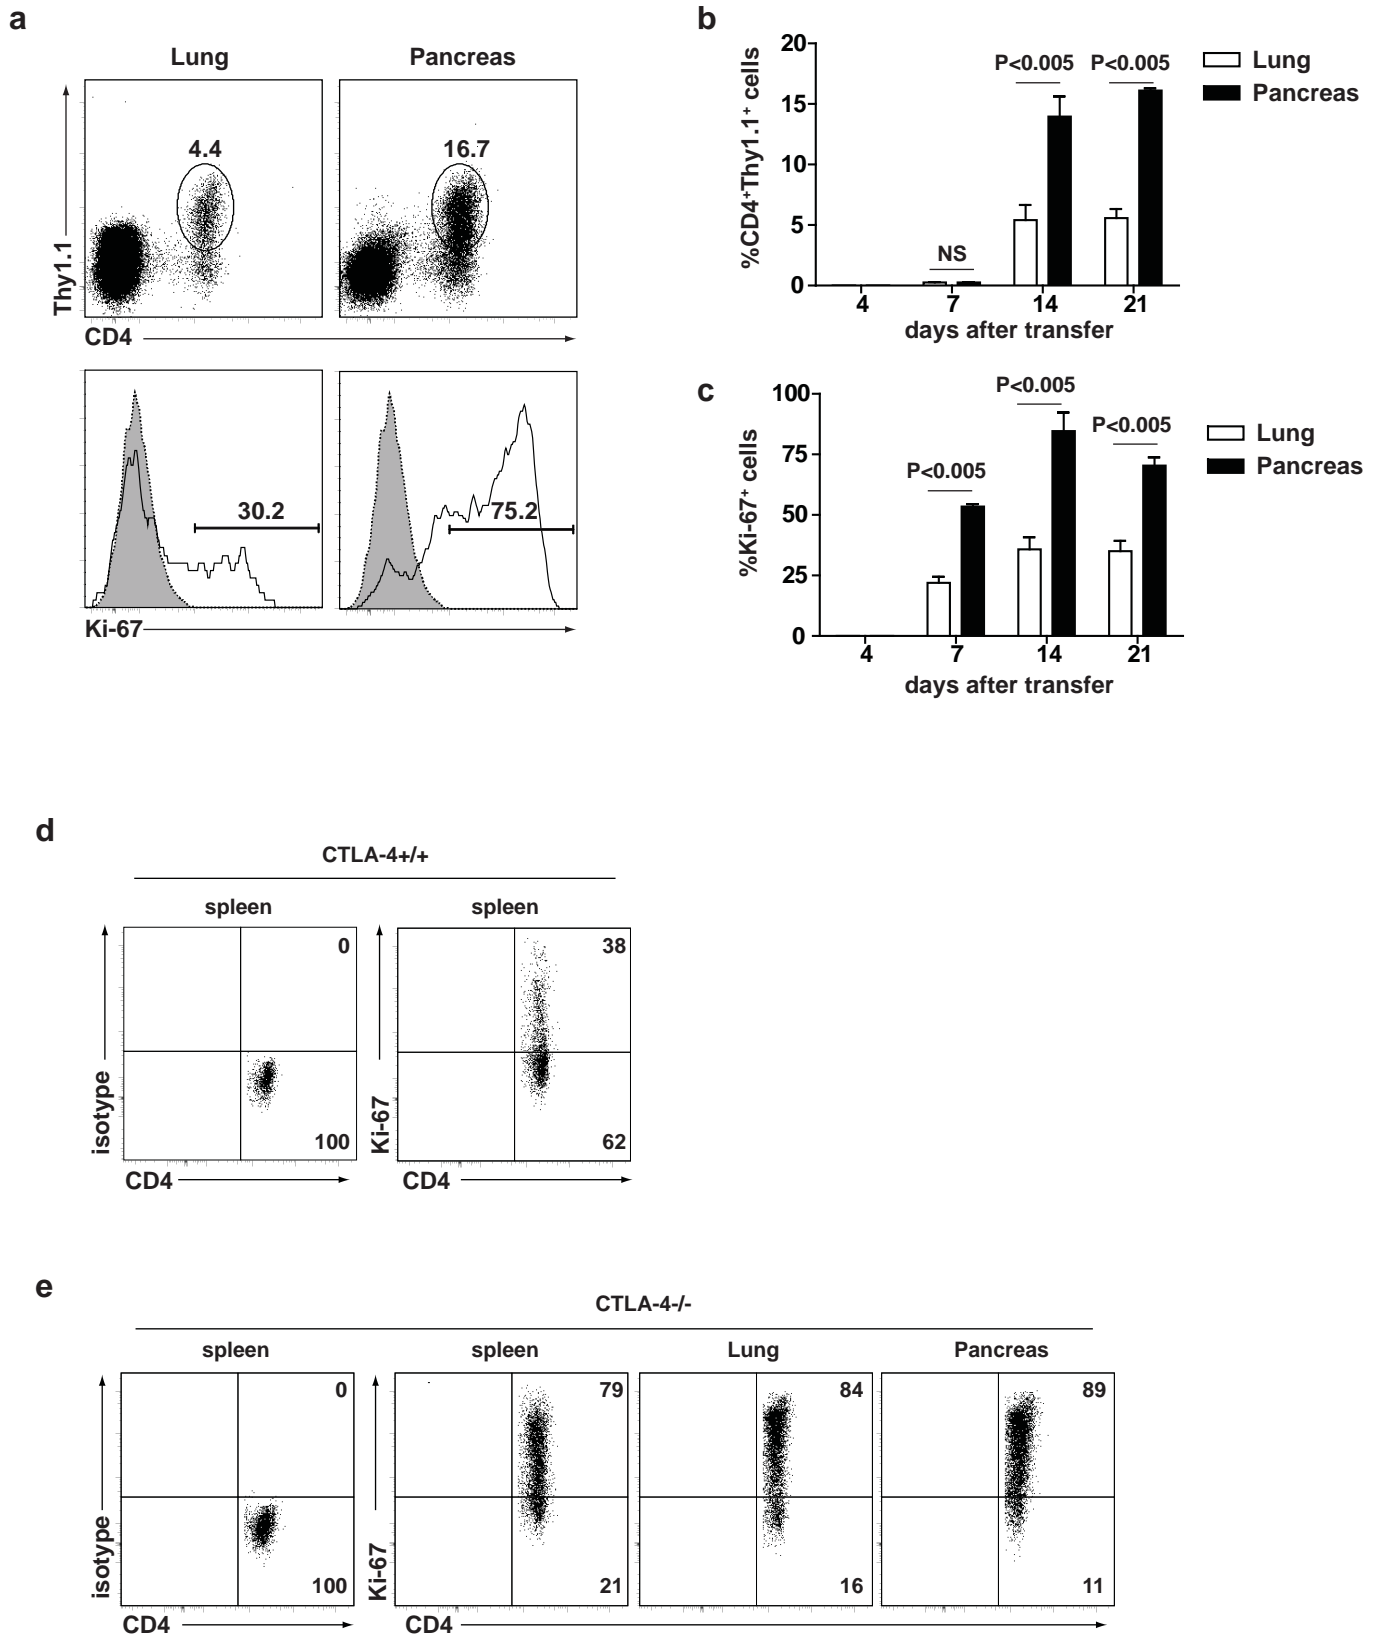 a
Lung
Pancreas
4.4
16.7
Thy1.1
CD4
30.2
75.2
Ki-67
b
20
15
10
5
0
%CD4⁺Thy1.1⁺ cells
NS
P<0.005
P<0.005
4
7
14
21
days after transfer
Lung
Pancreas
c
100
75
50
25
0
%Ki-67⁺ cells
P<0.005
P<0.005
P<0.005
4
7
14
21
days after transfer
Lung
Pancreas
d
CTLA-4+/+
spleen
spleen
0
100
38
62
isotype
Ki-67
CD4
CD4
e
CTLA-4-/-
spleen
spleen
Lung
Pancreas
0
100
79
21
84
16
89
11
isotype
Ki-67
CD4
CD4